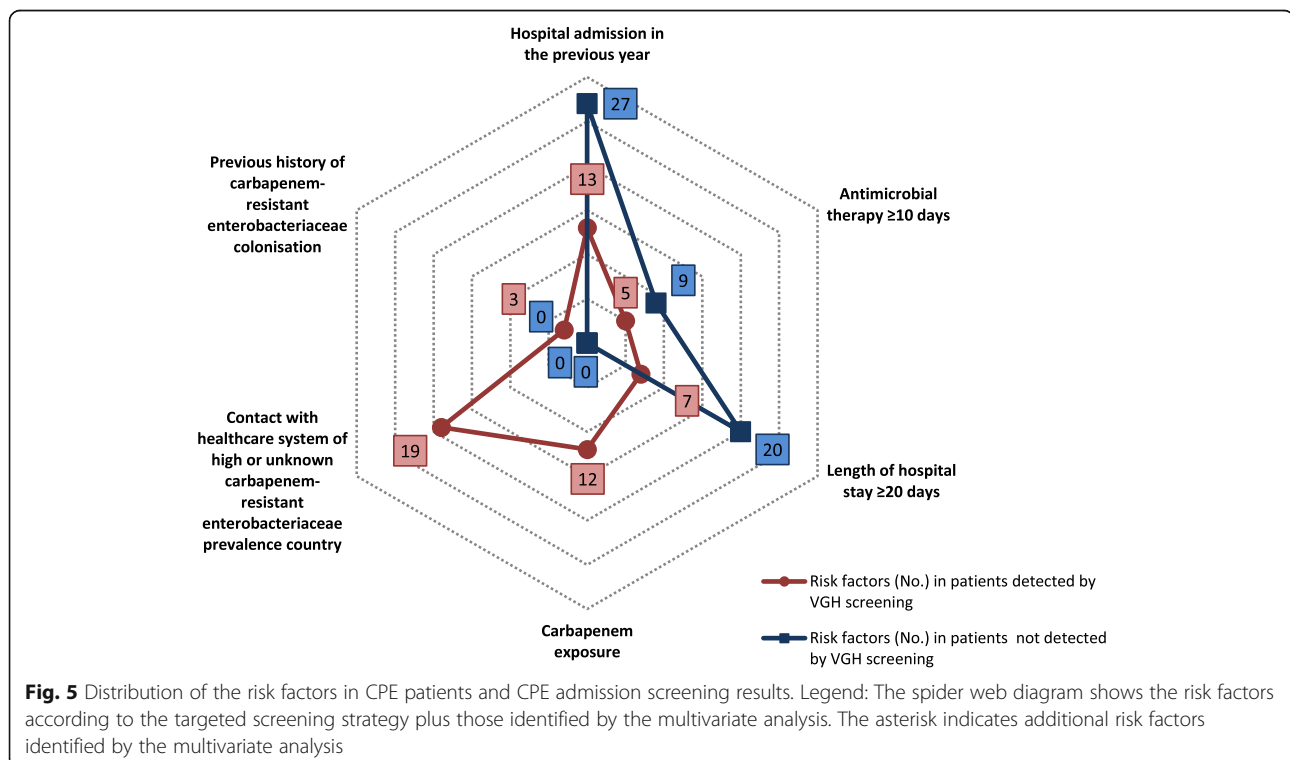 Hospital admission in
the previous year
27
13
Previous history of
carbapenem-
resistant
enterobacteriaceae
colonisation
Antimicrobial
therapy ≥10 days
9
5
3
0
0
0
7
Contact with
healthcare system of
high or unknown
carbapenem-
resistant
enterobacteriaceae
prevalence country
19
12
20
Length of hospital
stay ≥20 days
Carbapenem
exposure
Risk factors (No.) in patients detected by
VGH screening
Risk factors (No.) in patients not detected
by VGH screening
Fig. 5 Distribution of the risk factors in CPE patients and CPE admission screening results. Legend: The spider web diagram shows the risk factors
according to the targeted screening strategy plus those identified by the multivariate analysis. The asterisk indicates additional risk factors
identified by the multivariate analysis